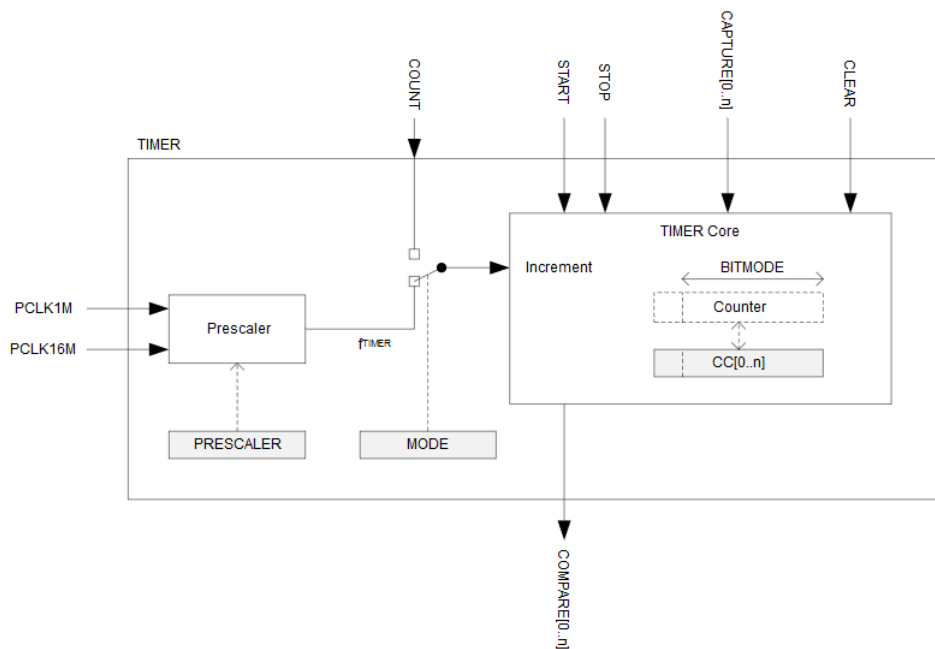 COUNT
START
STOP
CAPTURE[0..n]
CLEAR
TIMER
TIMER Core
Increment
BITMODE
Counter
CC[0..n]
PCLK1M
PCLK16M
Prescaler
fTIMER
PRESCALER
MODE
COMPARE[0..n]